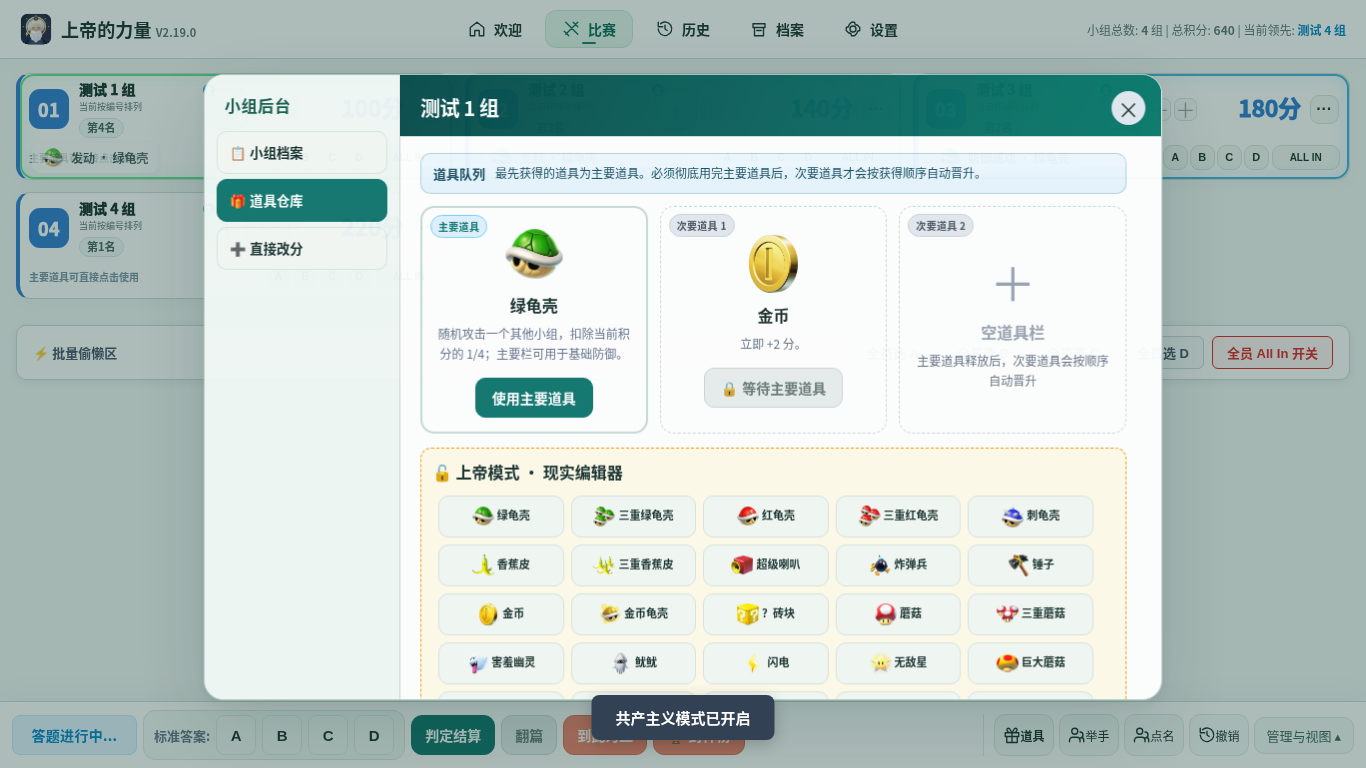 上帝的力量 V2.19.0
欢迎
比赛
历史
档案
设置
小组总数: 4 组 | 总积分: 640 | 当前领先: 测试 4 组
01
测试 1 组
当前按编号排列
第4名
发动 · 绿龟壳
04
测试 4 组
当前按编号排列
第1名
主要道具可直接点击使用
180分
A
B
C
D
ALL IN
⚡ 批量偷懒区
选 D
全员 All In 开关
小组后台
📋 小组档案
🎁 道具仓库
➕ 直接改分
测试 1 组
道具队列 最先获得的道具为主要道具。必须彻底用完主要道具后，次要道具才会按获得顺序自动晋升。
主要道具
绿龟壳
随机攻击一个其他小组，扣除当前积
分的 1/4；主要栏可用于基础防御。
使用主要道具
次要道具 1
金币
立即 +2 分。
🔒 等待主要道具
次要道具 2
空道具栏
主要道具释放后，次要道具会按顺序
自动晋升
🔓 上帝模式 · 现实编辑器
绿龟壳
三重绿龟壳
红龟壳
三重红龟壳
刺龟壳
香蕉皮
三重香蕉皮
超级喇叭
炸弹兵
锤子
金币
金币龟壳
？砖块
蘑菇
三重蘑菇
害羞幽灵
鱿鱿
闪电
无敌星
巨大蘑菇
共产主义模式已开启
答题进行中...
标准答案:
A
B
C
D
判定结算
翻篇
道具
举手
点名
撤销
管理与视图 ▴